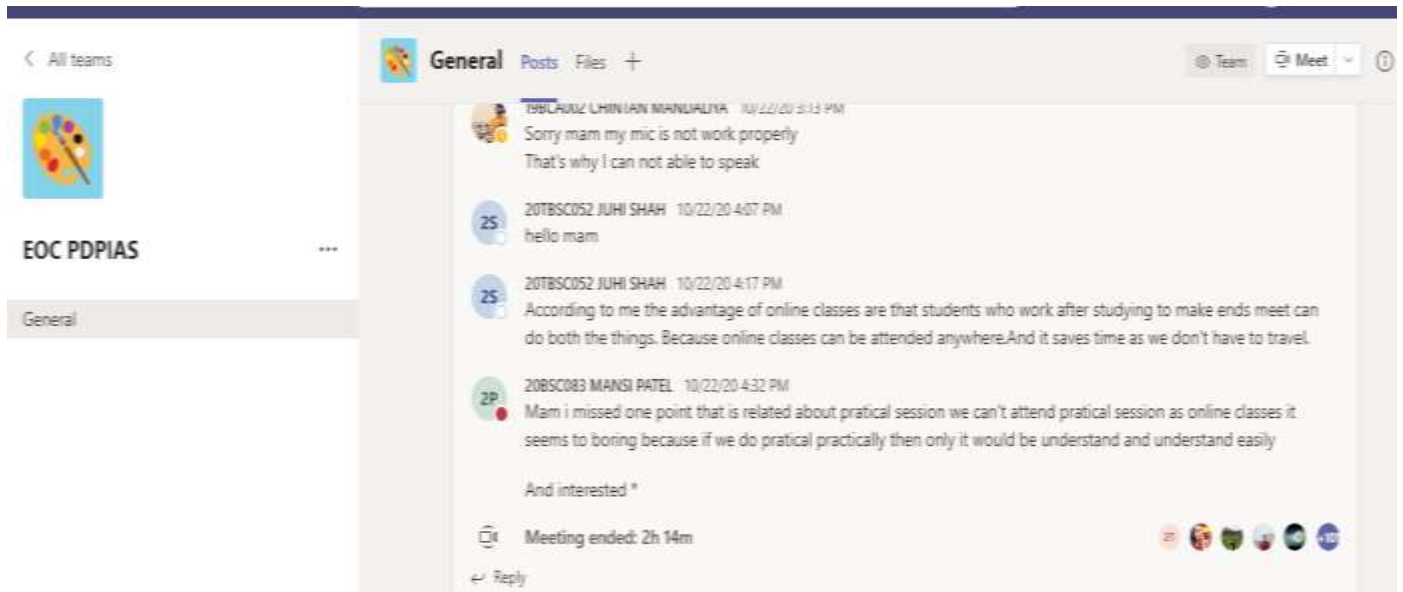 All teams
EOC PDPIAS
...
General
General Posts Files +
Team
Meet
19BCA002 CHINTAN MANDALIYA 10/22/20 3:13 PM
Sorry mam my mic is not work properly
That's why I can not able to speak
2S
20TBSC052 JUHI SHAH 10/22/20 4:07 PM
hello mam
2S
20TBSC052 JUHI SHAH 10/22/20 4:17 PM
According to me the advantage of online classes are that students who work after studying to make ends meet can
do both the things. Because online classes can be attended anywhere.And it saves time as we don't have to travel.
2P
20BSC083 MANSI PATEL 10/22/20 4:32 PM
Mam i missed one point that is related about pratical session we can't attend pratical session as online classes it
seems to boring because if we do pratical practically then only it would be understand and understand easily
And interested *
Meeting ended: 2h 14m
Reply